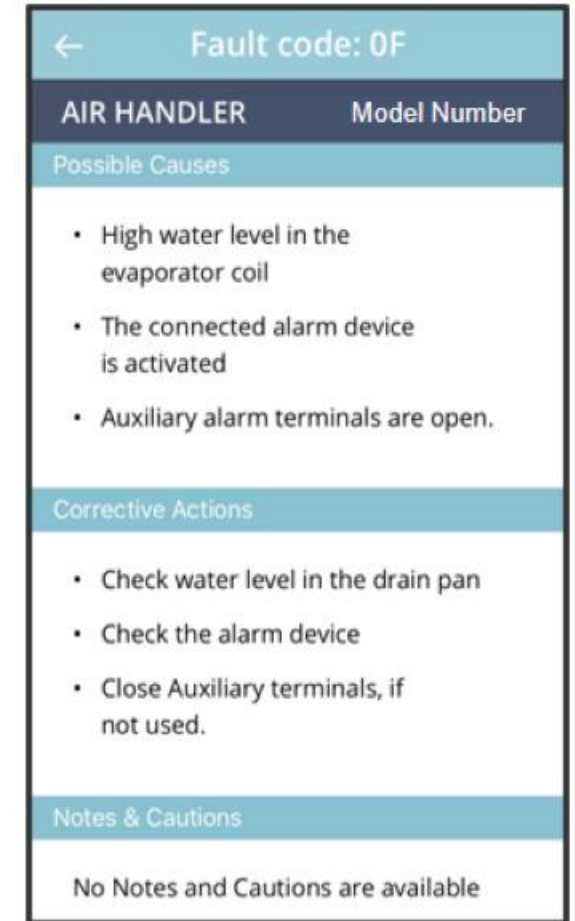 ← Fault code: 0F
AIR HANDLER Model Number
Possible Causes
• High water level in the
evaporator coil
• The connected alarm device
is activated
• Auxiliary alarm terminals are open.
Corrective Actions
• Check water level in the drain pan
• Check the alarm device
• Close Auxiliary terminals, if
not used.
Notes & Cautions
No Notes and Cautions are available